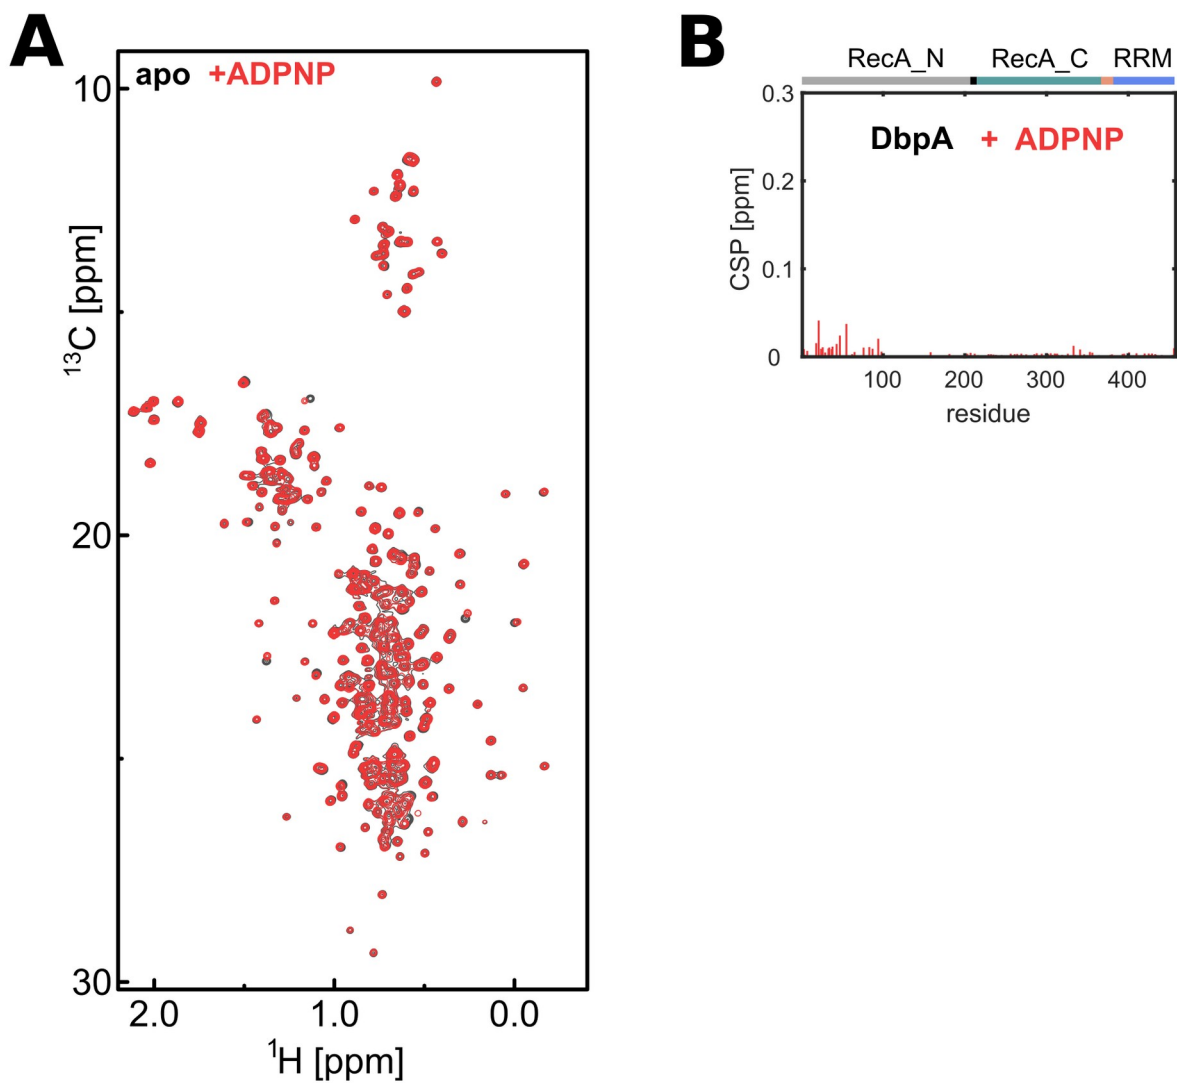 A
apo +ADPNP
10
20
30
¹³C [ppm]
2.0 1.0 0.0
¹H [ppm]
B
RecA_N RecA_C RRM
DbpA + ADPNP
0.3
0.2
0.1
0
CSP [ppm]
100 200 300 400
residue